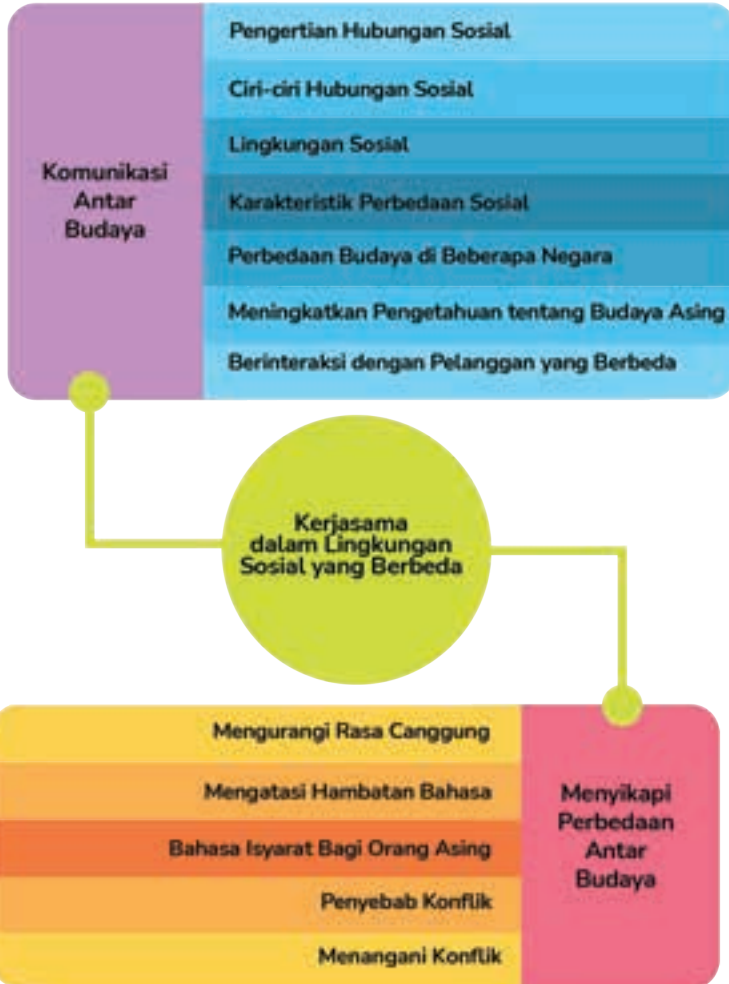 Komunikasi
Antar
Budaya
Pengertian Hubungan Sosial
Ciri-ciri Hubungan Sosial
Lingkungan Sosial
Karakteristik Perbedaan Sosial
Perbedaan Budaya di Beberapa Negara
Meningkatkan Pengetahuan tentang Budaya Asing
Berinteraksi dengan Pelanggan yang Berbeda
Kerjasama
dalam Lingkungan
Sosial yang Berbeda
Mengurangi Rasa Canggung
Mengatasi Hambatan Bahasa
Bahasa Isyarat Bagi Orang Asing
Penyebab Konflik
Menangani Konflik
Menyikapi
Perbedaan
Antar
Budaya